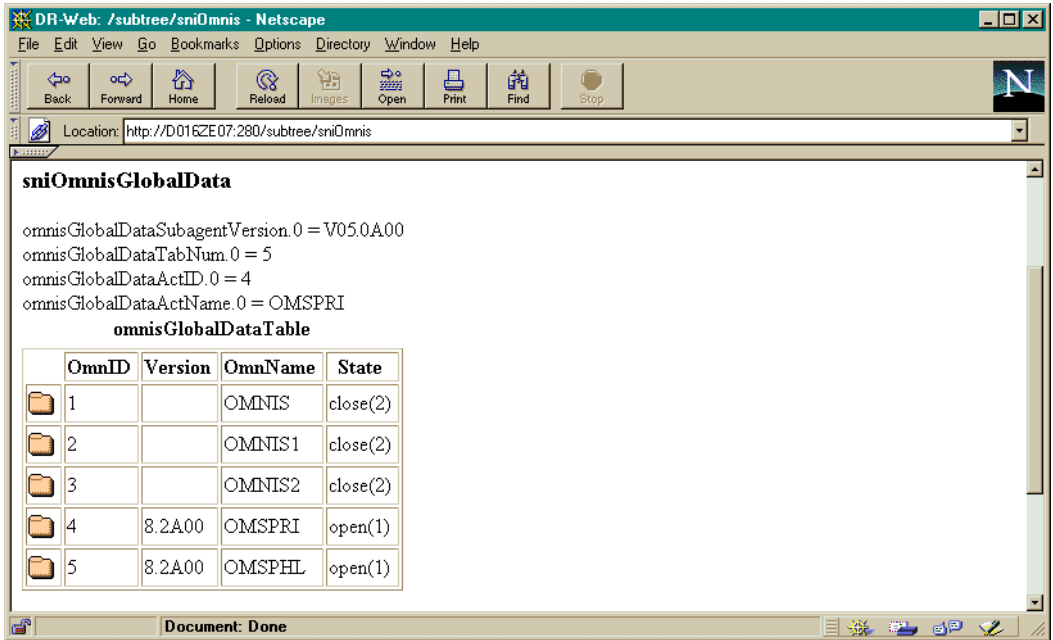 DR-Web: /subtree/sniOmnis - Netscape
File Edit View Go Bookmarks Options Directory Window Help
Back Forward Home Reload Images Open Print Find Stop
N
Location: http://D016ZE07:280/subtree/sniOmnis
sniOmnisGlobalData
omnisGlobalDataSubagentVersion.0 = V05.0A00
omnisGlobalDataTabNum.0 = 5
omnisGlobalDataActID.0 = 4
omnisGlobalDataActName.0 = OMSPRI
omnisGlobalDataTable
OmnID Version OmnName State
1 OMNIS close(2)
2 OMNIS1 close(2)
3 OMNIS2 close(2)
4 8.2A00 OMSPRI open(1)
5 8.2A00 OMSPHL open(1)
Document: Done